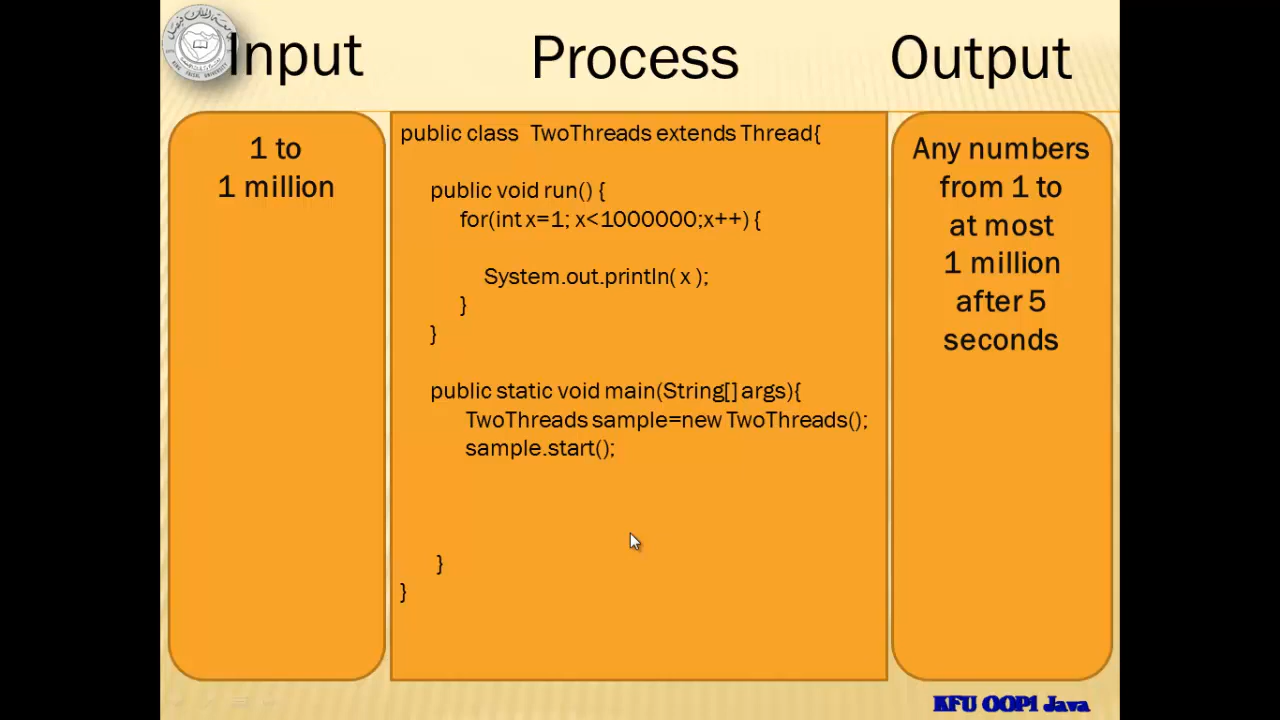 Input
Process
Output
1 to
1 million
public class  TwoThreads extends Thread{
public void run() {
for(int x=1; x<1000000;x++) {
System.out.println( x );
}
}
public static void main(String[] args){
TwoThreads sample=new TwoThreads();
sample.start();
}
}
Any numbers
from 1 to
at most
1 million
after 5
seconds
KFU OOP1 Java